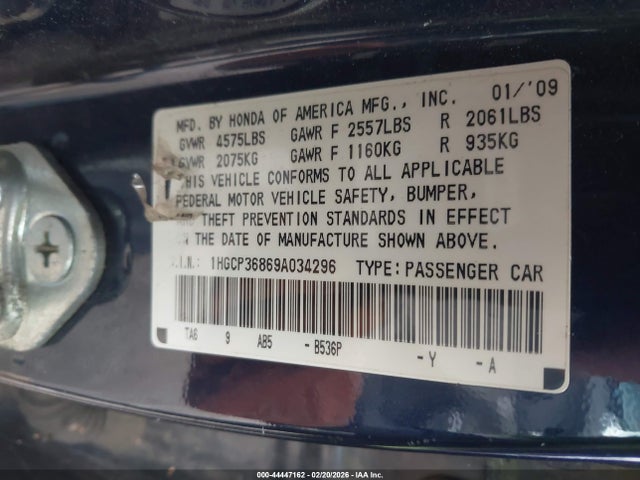 01/'09
MFD. BY HONDA OF AMERICA MFG., INC.
GVWR 4575LBS GAWR F 2557LBS R 2061LBS
GVWR 2075KG GAWR F 1160KG R 935KG
THIS VEHICLE CONFORMS TO ALL APPLICABLE
FEDERAL MOTOR VEHICLE SAFETY, BUMPER,
AND THEFT PREVENTION STANDARDS IN EFFECT
ON THE DATE OF MANUFACTURE SHOWN ABOVE.
V.I.N.: 1HGCP36869A034296 TYPE:PASSENGER CAR
TA6 9 AB5 -B536P -Y -A
000-44447162 - 02/20/2026 - IAA Inc.